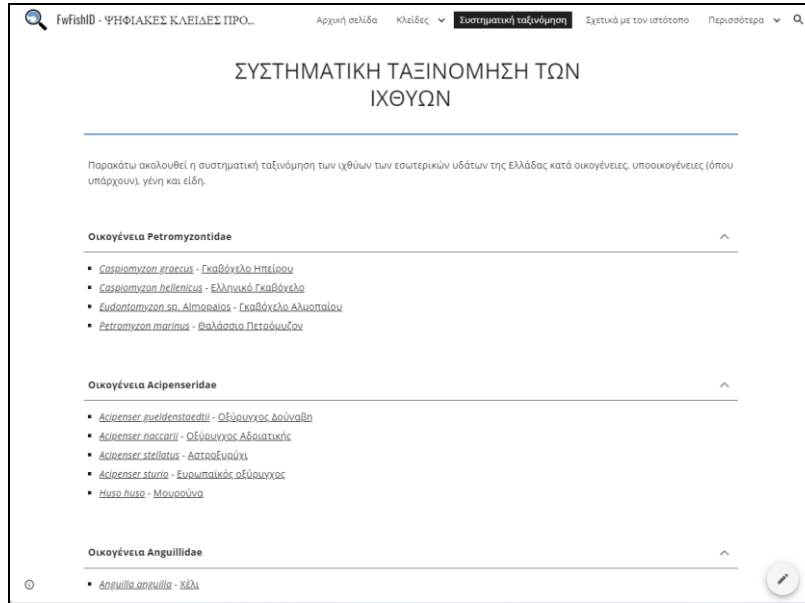 FwFishID - ΨΗΦΙΑΚΕΣ ΚΛΕΙΔΕΣ ΠΡΟ...
Αρχική σελίδα Κλείδες Συστηματική ταξινόμηση Σχετικά με τον ιστότοπο Περισσότερα
ΣΥΣΤΗΜΑΤΙΚΗ ΤΑΞΙΝΟΜΗΣΗ ΤΩΝ
ΙΧΘΥΩΝ
Παρακάτω ακολουθεί η συστηματική ταξινόμηση των ιχθύων των εσωτερικών υδάτων της Ελλάδας κατά οικογένειες, υποοικογένειες (όπου
υπάρχουν), γένη και είδη.
Οικογένεια Petromyzontidae
Caspiomyzon graecus - Γκαβόχελο Ηπείρου
Caspiomyzon hellenicus - Ελληνικό Γκαβόχελο
Eudontomyzon sp. Almopaios - Γκαβόχελο Αλμοπαίου
Petromyzon marinus - Θαλάσσιο Πετρόμυζον
Οικογένεια Acipenseridae
Acipenser gueldenstaedtii - Οξύρυγχος Δούναβη
Acipenser naccarii - Οξύρυγχος Αδριατικής
Acipenser stellatus - Αστροξυρύχι
Acipenser sturio - Ευρωπαϊκός οξύρυγχος
Huso huso - Μουρούνα
Οικογένεια Anguillidae
Anguilla anguilla - Χέλι